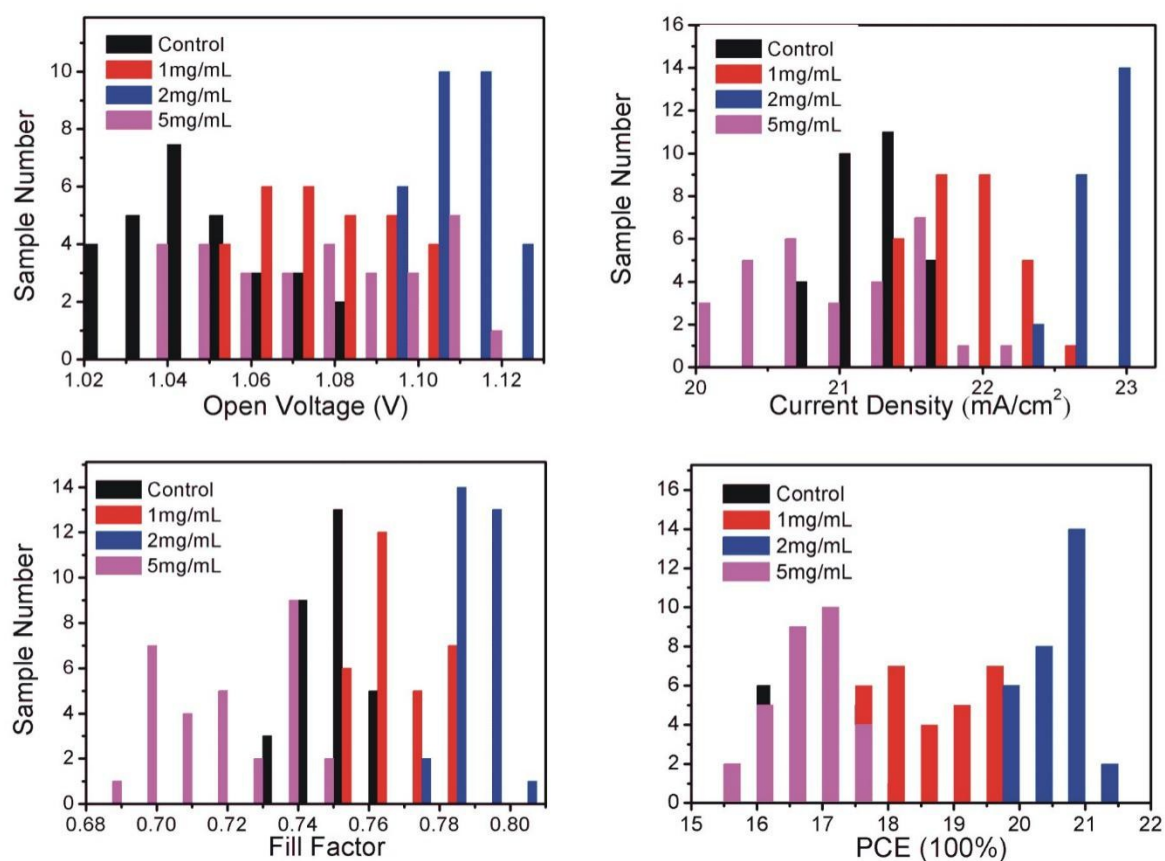 Control
1mg/mL
2mg/mL
5mg/mL
10
8
6
4
2
0
Sample Number
1.02 1.04 1.06 1.08 1.10 1.12
Open Voltage (V)
Control
1mg/mL
2mg/mL
5mg/mL
16
14
12
10
8
6
4
2
0
Sample Number
20 21 22 23
Current Density (mA/cm²)
Control
1mg/mL
2mg/mL
5mg/mL
14
12
10
8
6
4
2
0
Sample Number
0.68 0.70 0.72 0.74 0.76 0.78 0.80
Fill Factor
Control
1mg/mL
2mg/mL
5mg/mL
16
14
12
10
8
6
4
2
0
Sample Number
15 16 17 18 19 20 21 22
PCE (100%)